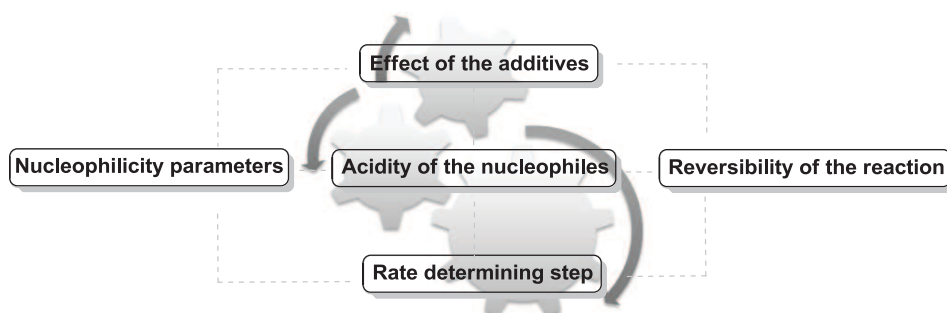 Effect of the additives
Nucleophilicity parameters
Acidity of the nucleophiles
Reversibility of the reaction
Rate determining step